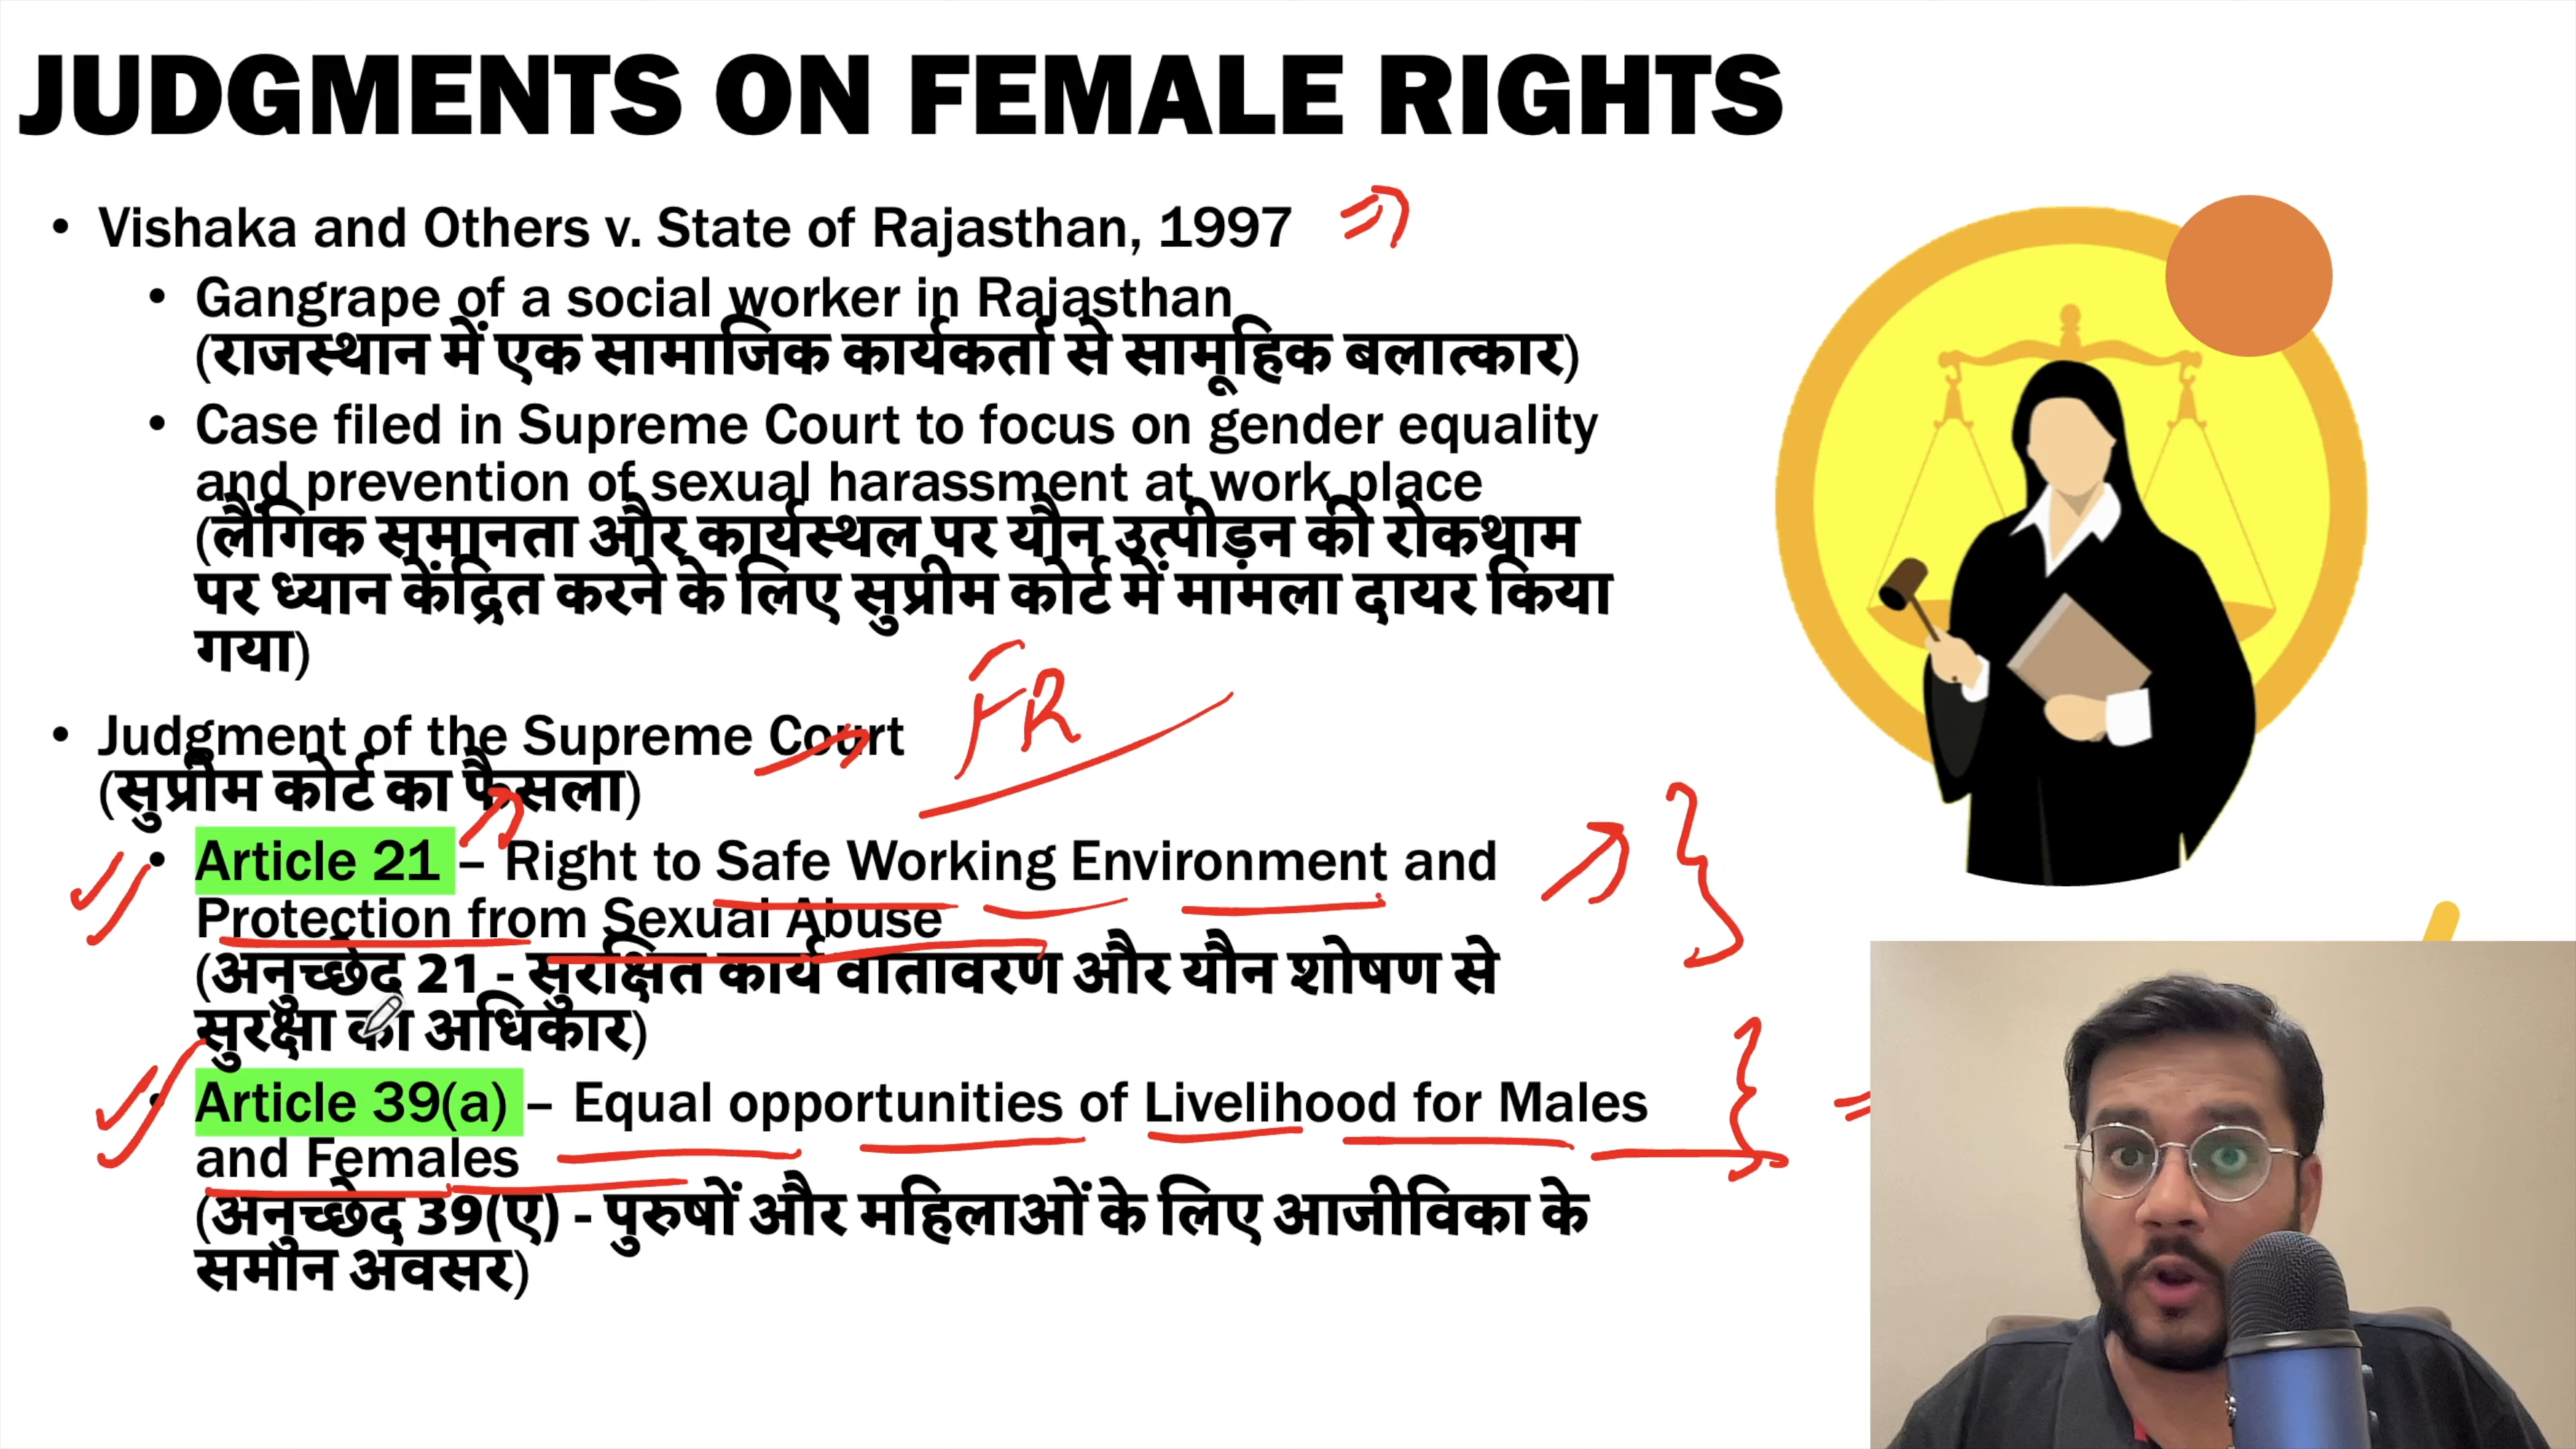 JUDGMENTS ON FEMALE RIGHTS
• Vishaka and Others v. State of Rajasthan, 1997
• Gangrape of a social worker in Rajasthan
(राजस्थान में एक सामाजिक कार्यकर्ता से सामूहिक बलात्कार)
• Case filed in Supreme Court to focus on gender equality
and prevention of sexual harassment at work place
(लैंगिक समानता और कार्यस्थल पर यौन उत्पीड़न की रोकथाम
पर ध्यान केंद्रित करने के लिए सुप्रीम कोर्ट में मामला दायर किया
गया)
FR
• Judgment of the Supreme Court
(सुप्रीम कोर्ट का फैसला)
• Article 21 – Right to Safe Working Environment and
Protection from Sexual Abuse
(अनुच्छेद 21 - सुरक्षित कार्य वातावरण और यौन शोषण से
सुरक्षा का अधिकार)
• Article 39(a) – Equal opportunities of Livelihood for Males
and Females
(अनुच्छेद 39(ए) - पुरुषों और महिलाओं के लिए आजीविका के
समान अवसर)